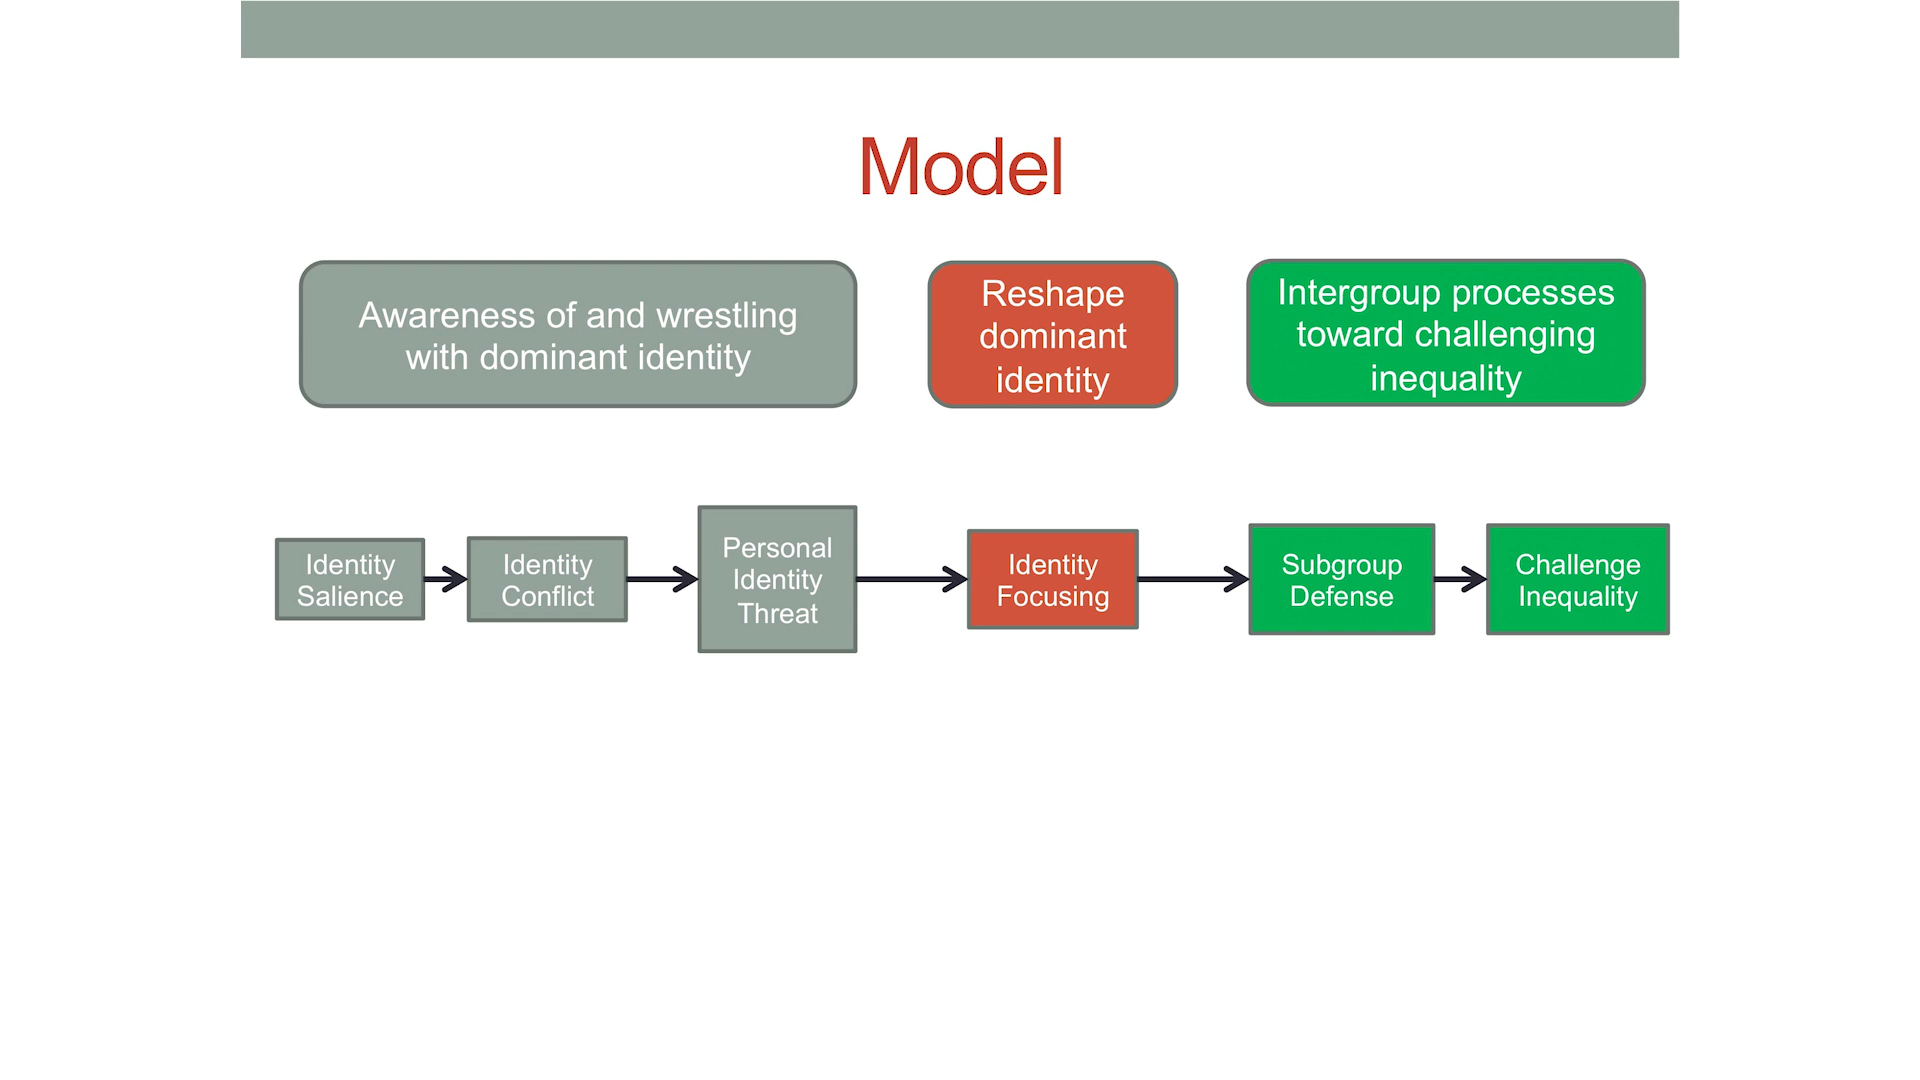 Model
Awareness of and wrestling
with dominant identity
Reshape
dominant
identity
Intergroup processes
toward challenging
inequality
Identity
Salience
Identity
Conflict
Personal
Identity
Threat
Identity
Focusing
Subgroup
Defense
Challenge
Inequality